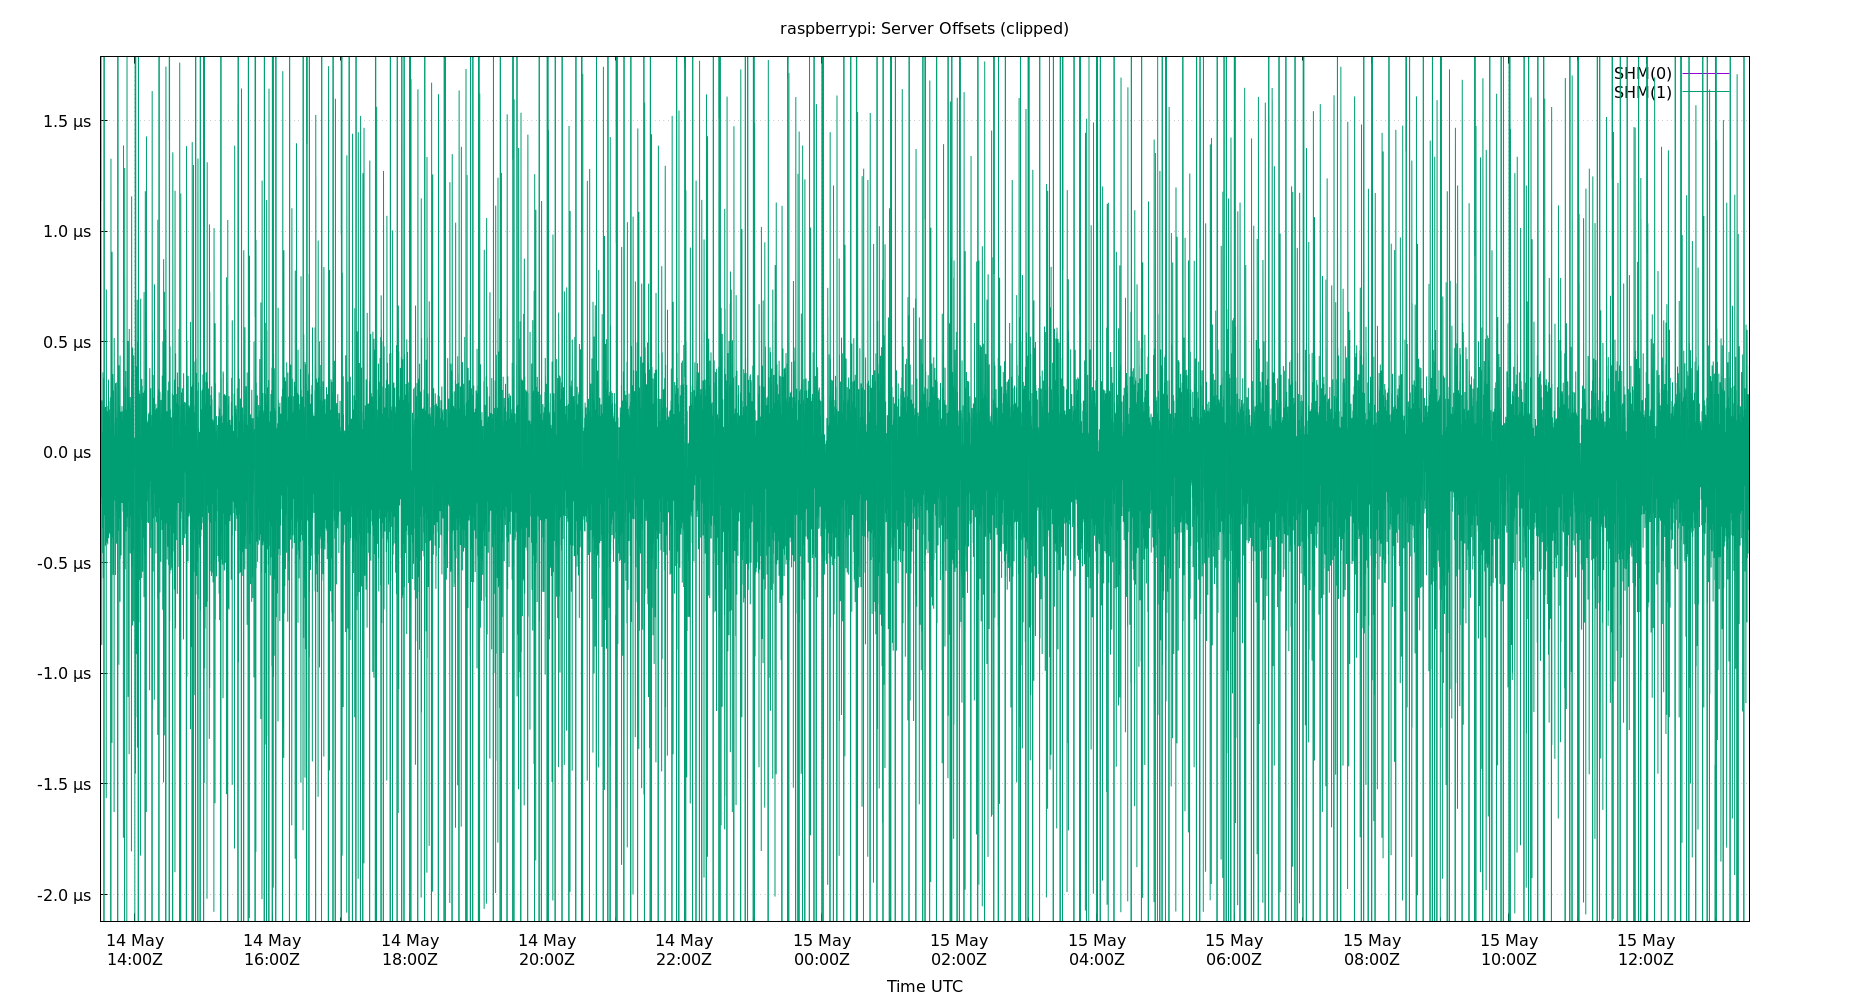 raspberrypi: Server Offsets (clipped)
SHM(0)
SHM(1)
1.5 µs
1.0 µs
0.5 µs
0.0 µs
-0.5 µs
-1.0 µs
-1.5 µs
-2.0 µs
14 May 14 May 14 May 14 May 14 May 15 May 15 May 15 May 15 May 15 May 15 May 15 May
14:00Z 16:00Z 18:00Z 20:00Z 22:00Z 00:00Z 02:00Z 04:00Z 06:00Z 08:00Z 10:00Z 12:00Z
Time UTC